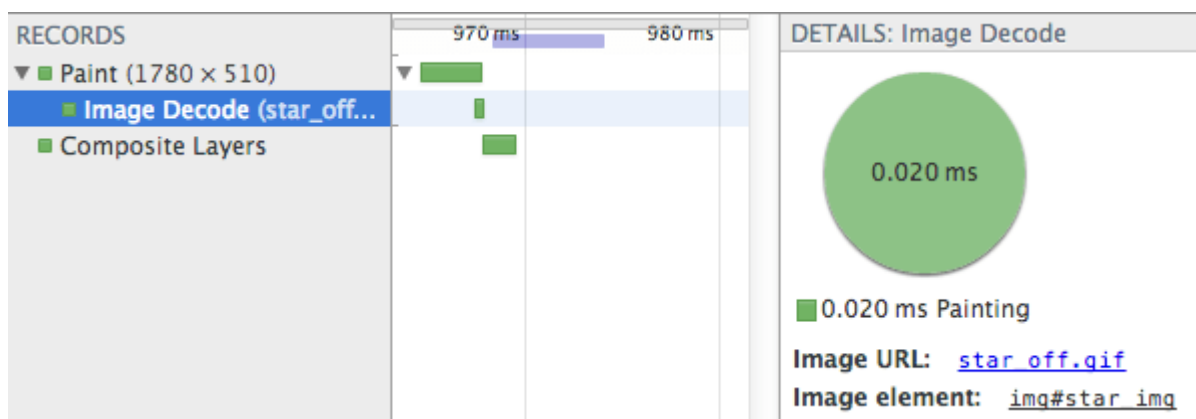 RECORDS
970 ms
980 ms
DETAILS: Image Decode
Paint (1780 × 510)
Image Decode (star_off...
Composite Layers
0.020 ms
0.020 ms Painting
Image URL: star_off.gif
Image element: img#star_img